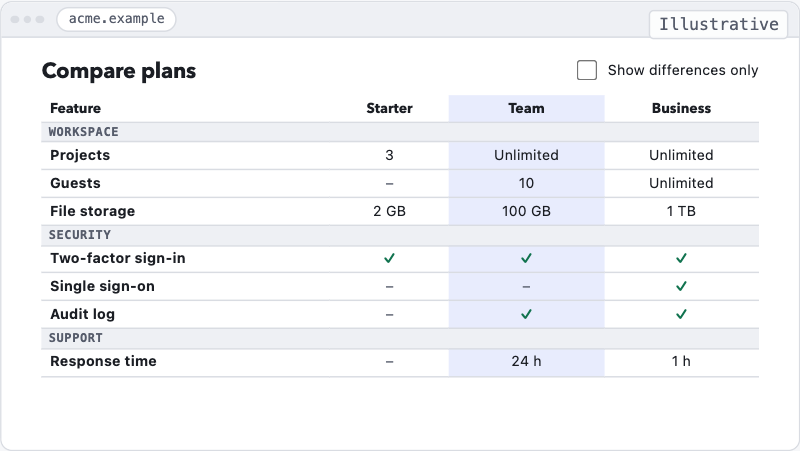 acme.example
Illustrative
Compare plans
Show differences only
Feature Starter Team Business
WORKSPACE
Projects 3 Unlimited Unlimited
Guests – 10 Unlimited
File storage 2 GB 100 GB 1 TB
SECURITY
Two-factor sign-in ✓ ✓ ✓
Single sign-on – – ✓
Audit log – ✓ ✓
SUPPORT
Response time – 24 h 1 h